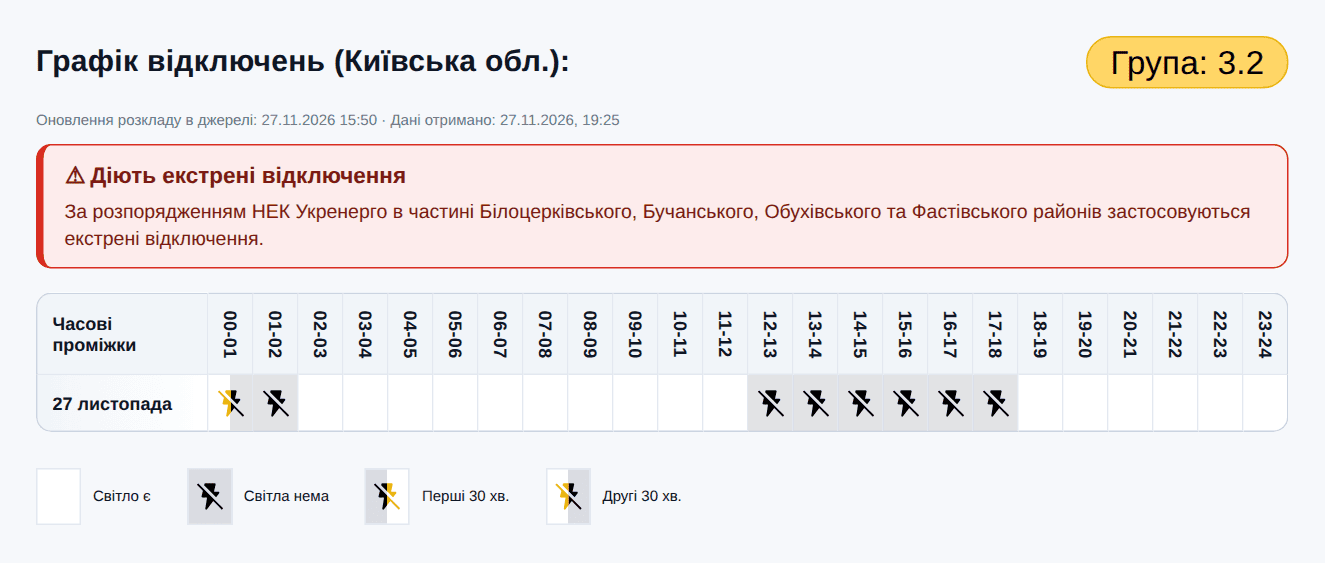 Графік відключень (Київська обл.):
Група: 3.2
Оновлення розкладу в джерелі: 27.11.2026 15:50 · Дані отримано: 27.11.2026, 19:25
⚠ Діють екстрені відключення
За розпорядженням НЕК Укренерго в частині Білоцерківського, Бучанського, Обухівського та Фастівського районів застосовуються
екстрені відключення.
Часові
проміжки
00-01
01-02
02-03
03-04
04-05
05-06
06-07
07-08
08-09
09-10
10-11
11-12
12-13
13-14
14-15
15-16
16-17
17-18
18-19
19-20
20-21
21-22
22-23
23-24
27 листопада
Світло є
Світла нема
Перші 30 хв.
Другі 30 хв.